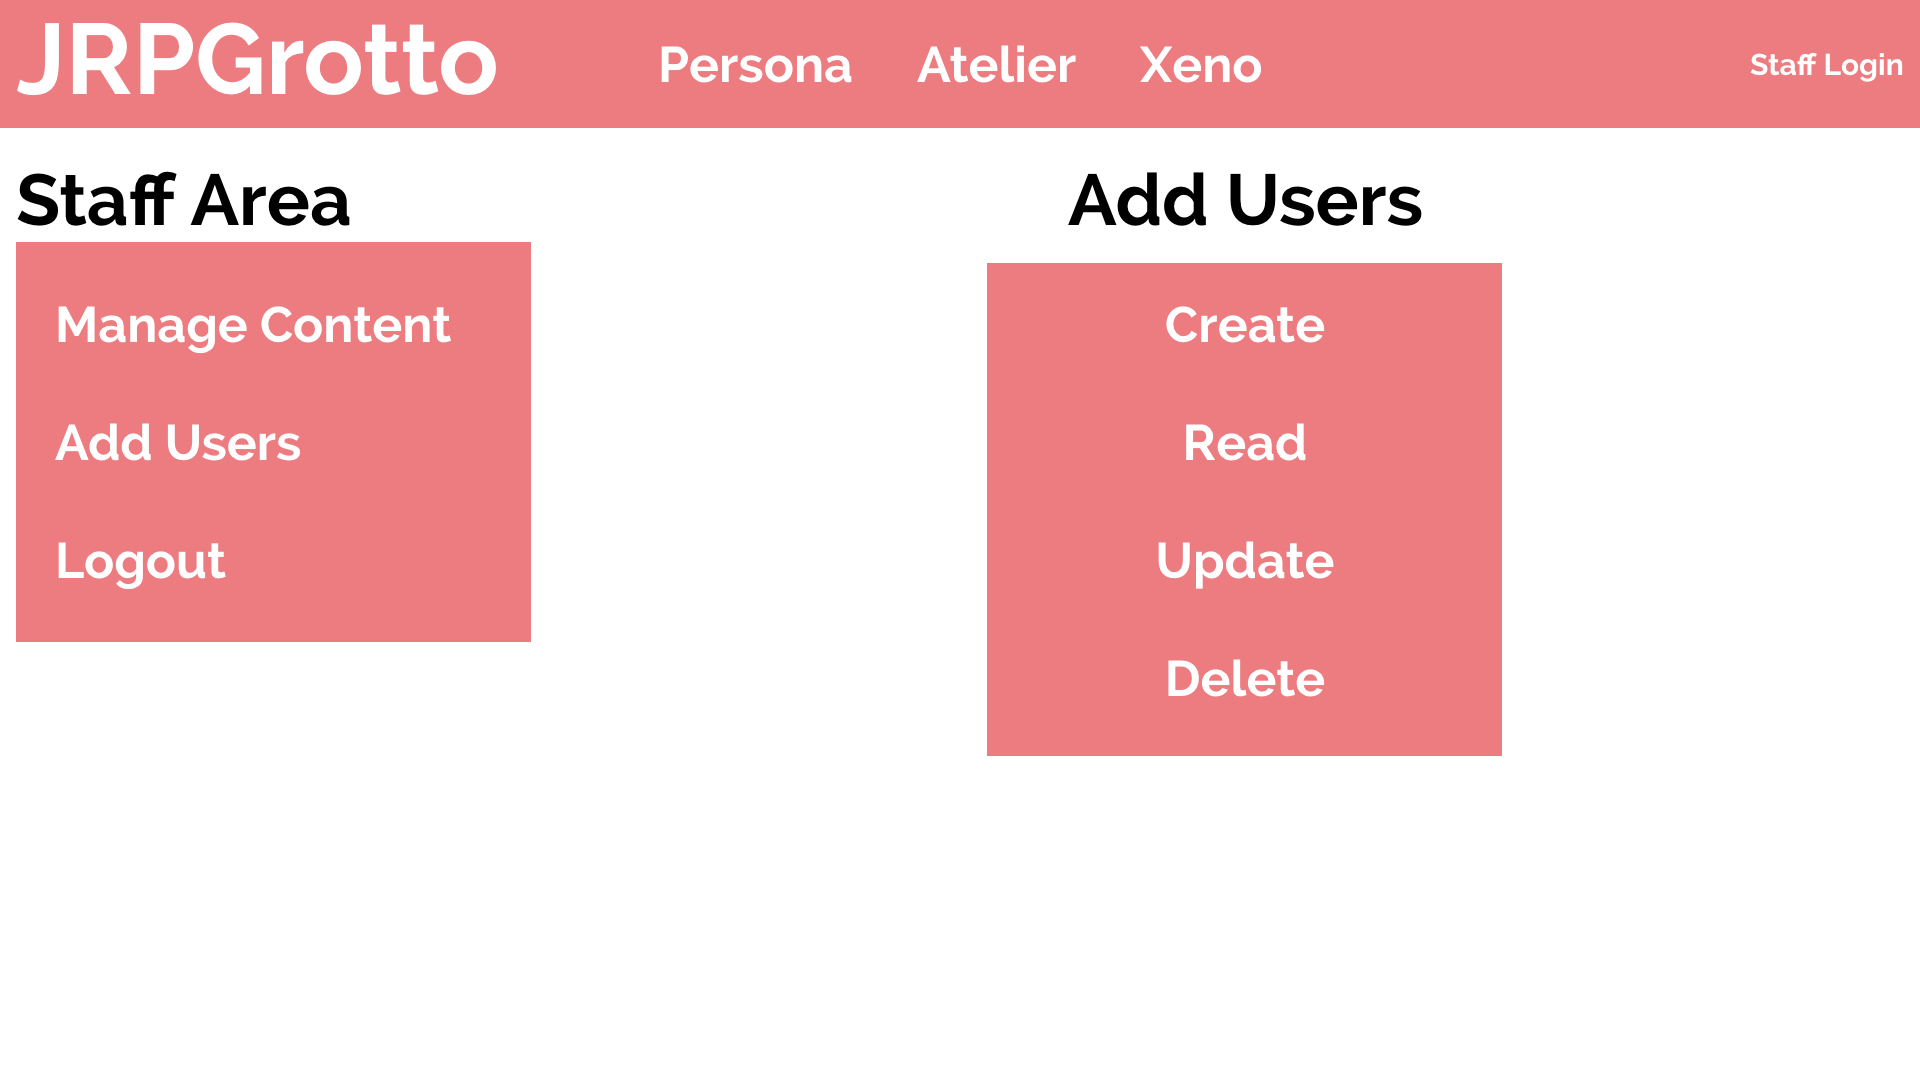 JRPGrotto
Persona
Atelier
Xeno
Staff Login
Staff Area
Manage Content
Add Users
Logout
Add Users
Create
Read
Update
Delete